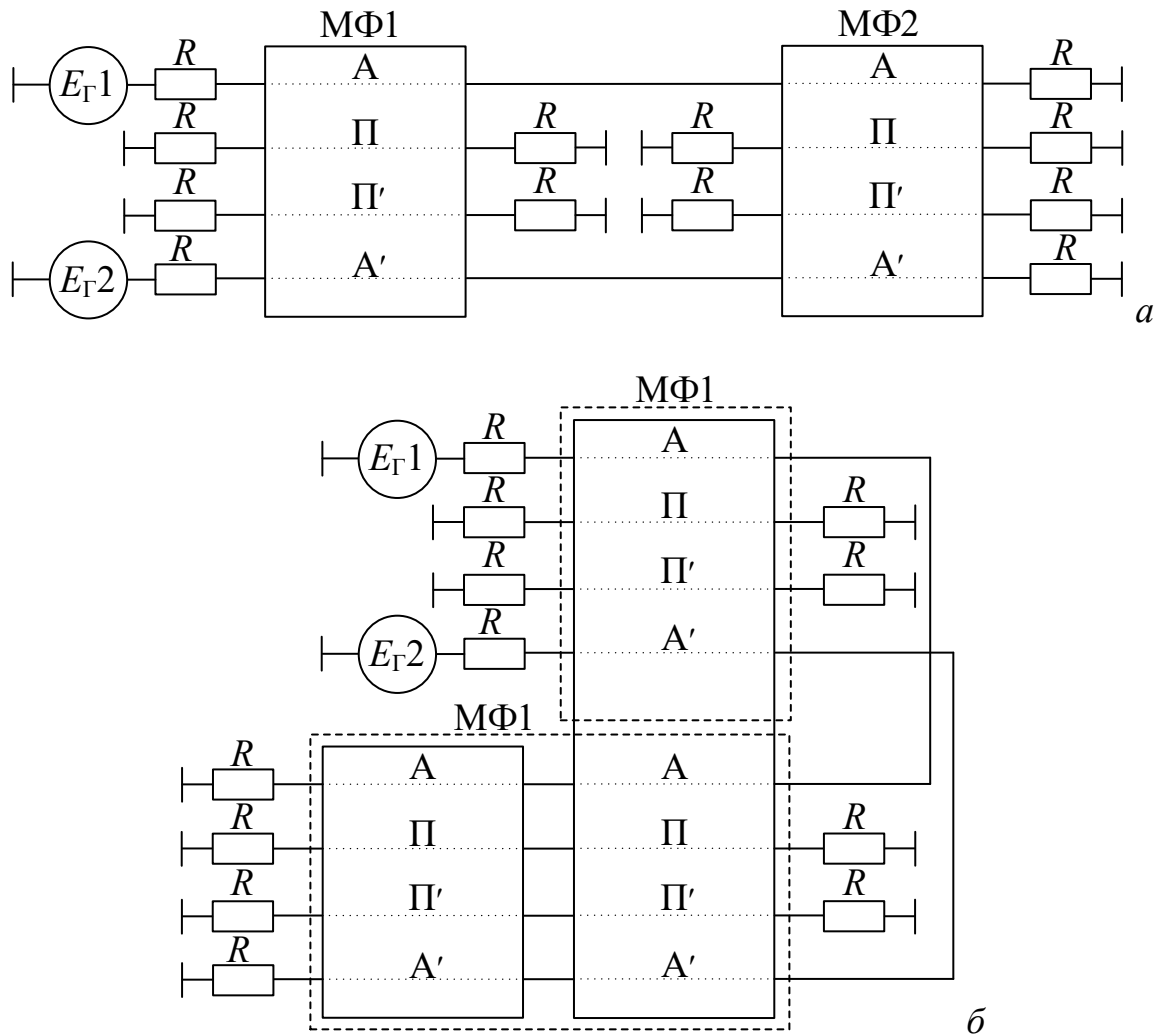 МФ1 МФ2
R А А R
EГ1
R П R R П R
R П′ R R П′ R
R А′ А′ R
EГ2
а
МФ1
R А
EГ1
R П R
R П′ R
R А′
EГ2
МФ1
R А А
R П П R
R П′ П′ R
R А′ А′
б